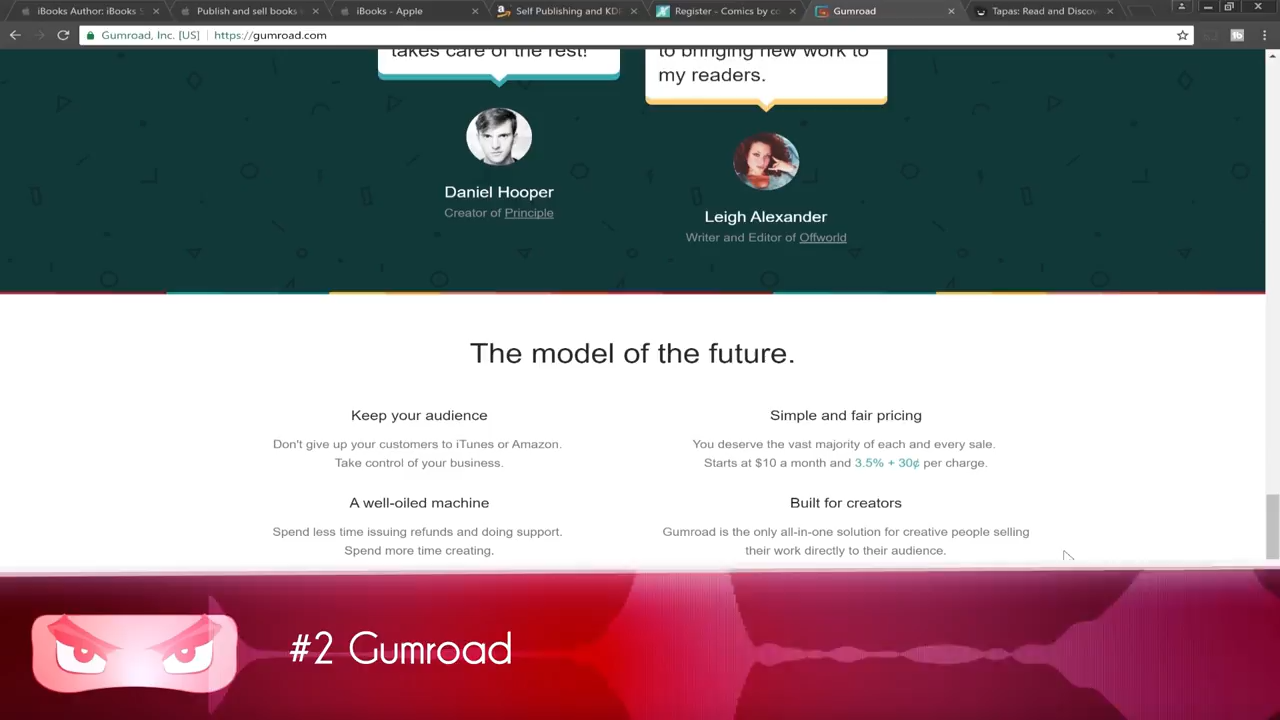 iBooks Author: iBooks S
Publish and sell books
iBooks - Apple
Self Publishing and KDP
Register - Comics by co
Gumroad
Tapas: Read and Discov
Gumroad, Inc. [US]
https://gumroad.com
takes care of the rest!
to bringing new work to
my readers.
Daniel Hooper
Creator of Principle
Leigh Alexander
Writer and Editor of Offworld
The model of the future.
Keep your audience
Don't give up your customers to iTunes or Amazon.
Take control of your business.
Simple and fair pricing
You deserve the vast majority of each and every sale.
Starts at $10 a month and 3.5% + 30¢ per charge.
A well-oiled machine
Spend less time issuing refunds and doing support.
Spend more time creating.
Built for creators
Gumroad is the only all-in-one solution for creative people selling
their work directly to their audience.
#2 Gumroad